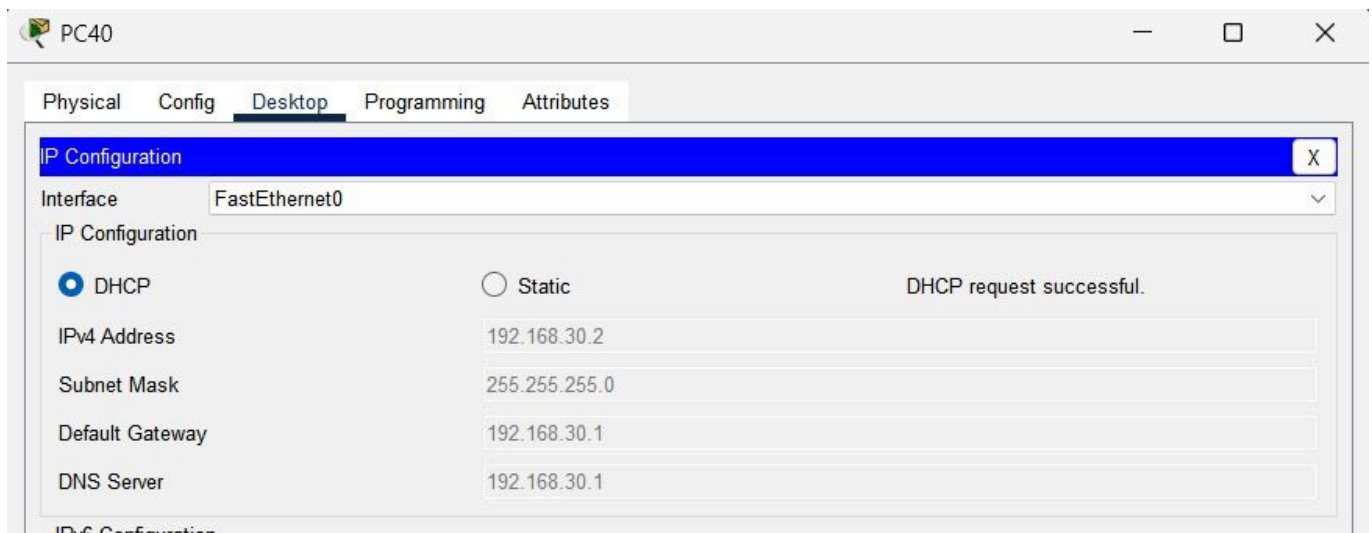 PC40
Physical Config Desktop Programming Attributes
IP Configuration X
Interface FastEthernet0
IP Configuration
DHCP Static DHCP request successful.
IPv4 Address 192.168.30.2
Subnet Mask 255.255.255.0
Default Gateway 192.168.30.1
DNS Server 192.168.30.1
IPv6 Configuration